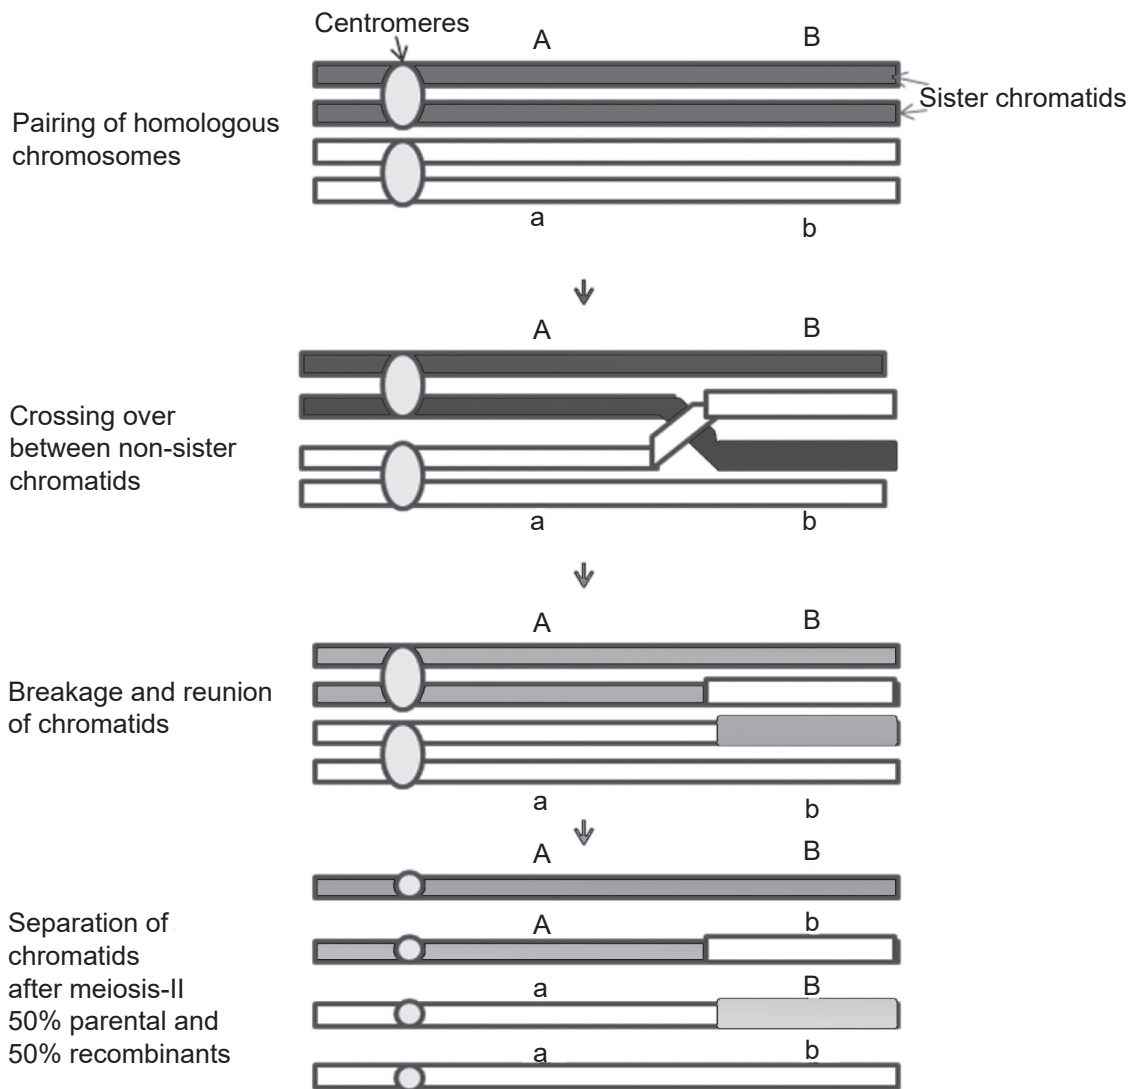 Centromeres
A B
Sister chromatids
Pairing of homologous
chromosomes
a b
A B
Crossing over
between non-sister
chromatids
a b
A B
Breakage and reunion
of chromatids
a b
A B
Separation of
chromatids
after meiosis-II
50% parental and
50% recombinants
A b
a B
a b